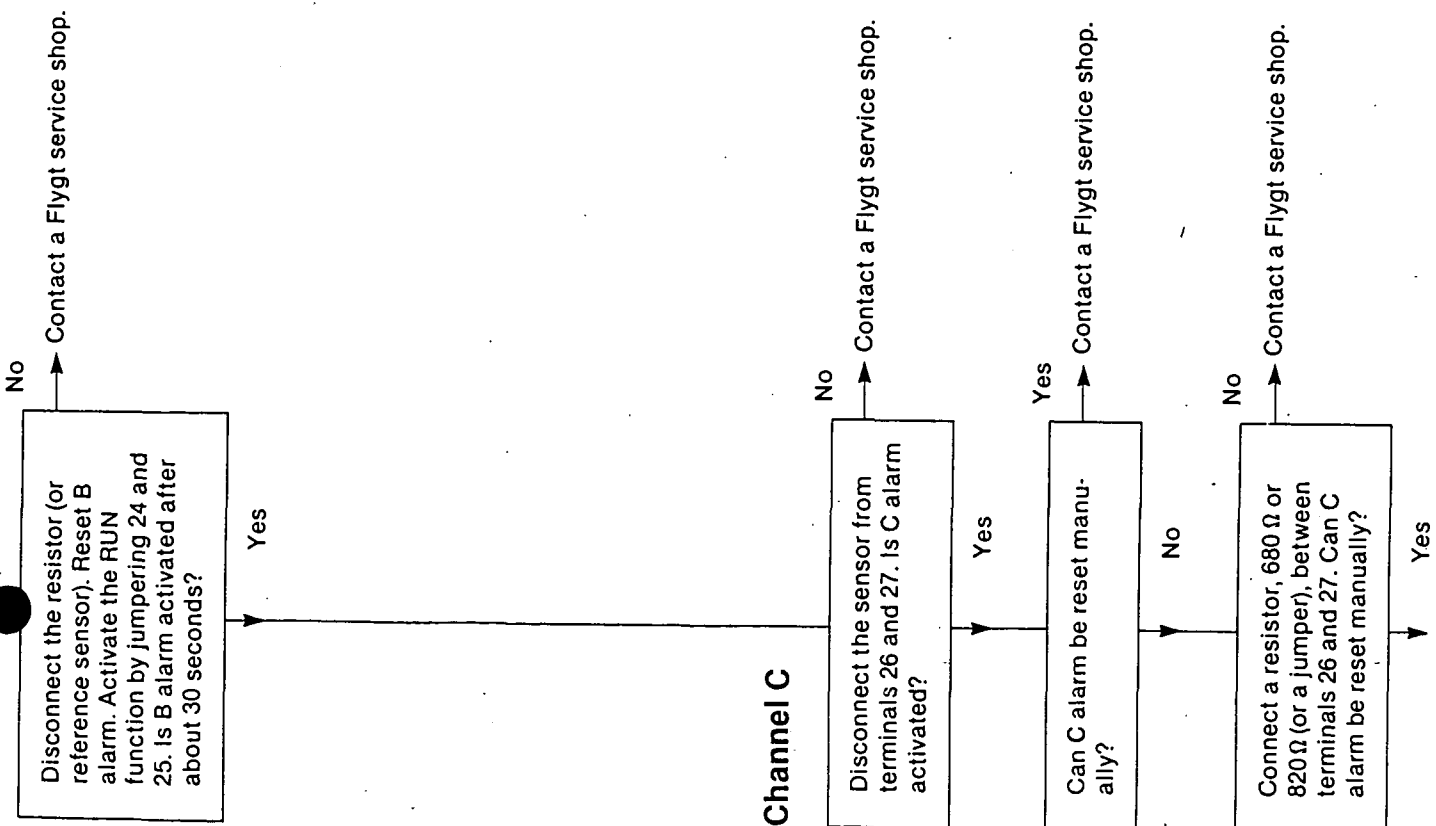 Disconnect the resistor (or
reference sensor). Reset B
alarm. Activate the RUN
function by jumpering 24 and
25. Is B alarm activated after
about 30 seconds?
No
Contact a Flygt service shop.
Yes
Channel C
Disconnect the sensor from
terminals 26 and 27. Is C alarm
activated?
No
Contact a Flygt service shop.
Yes
Can C alarm be reset manu-
ally?
Yes
Contact a Flygt service shop.
No
Connect a resistor, 680 Ω or
820 Ω (or a jumper), between
terminals 26 and 27. Can C
alarm be reset manually?
No
Contact a Flygt service shop.
Yes